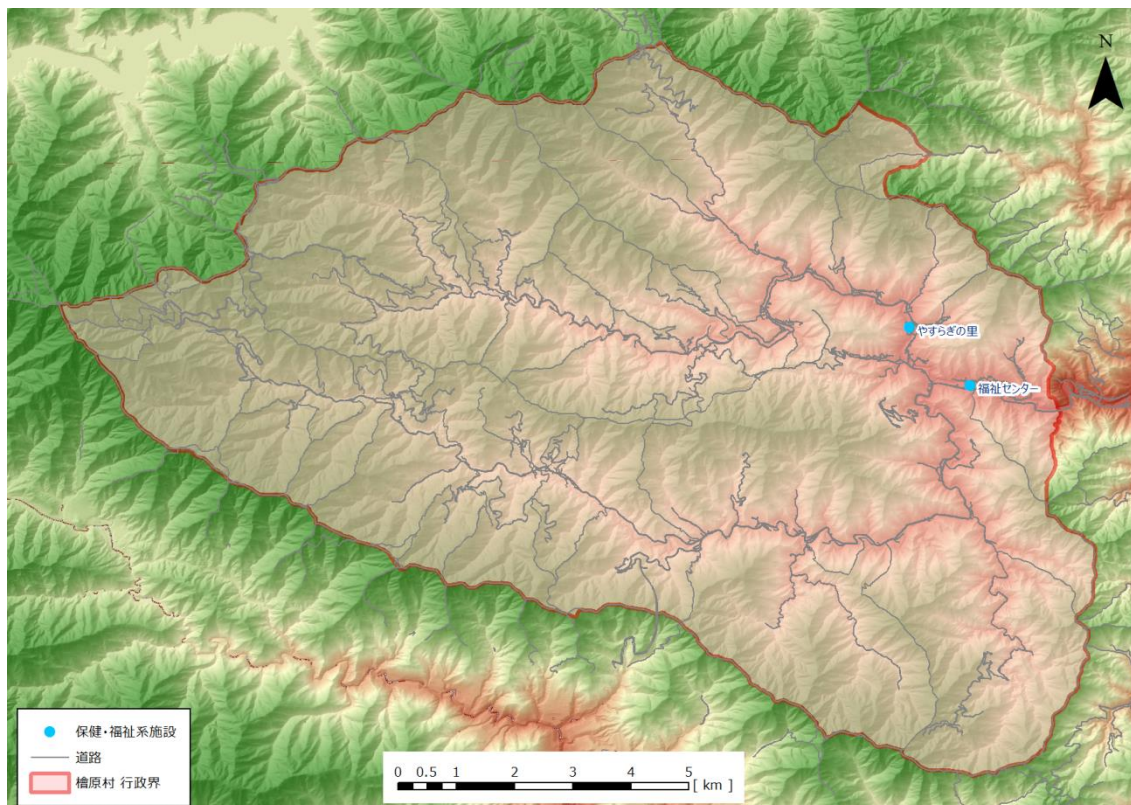 N
やすらぎの里
福祉センター
保健・福祉系施設
道路
檜原村 行政界
0 0.5 1 2 3 4 5
[ km ]